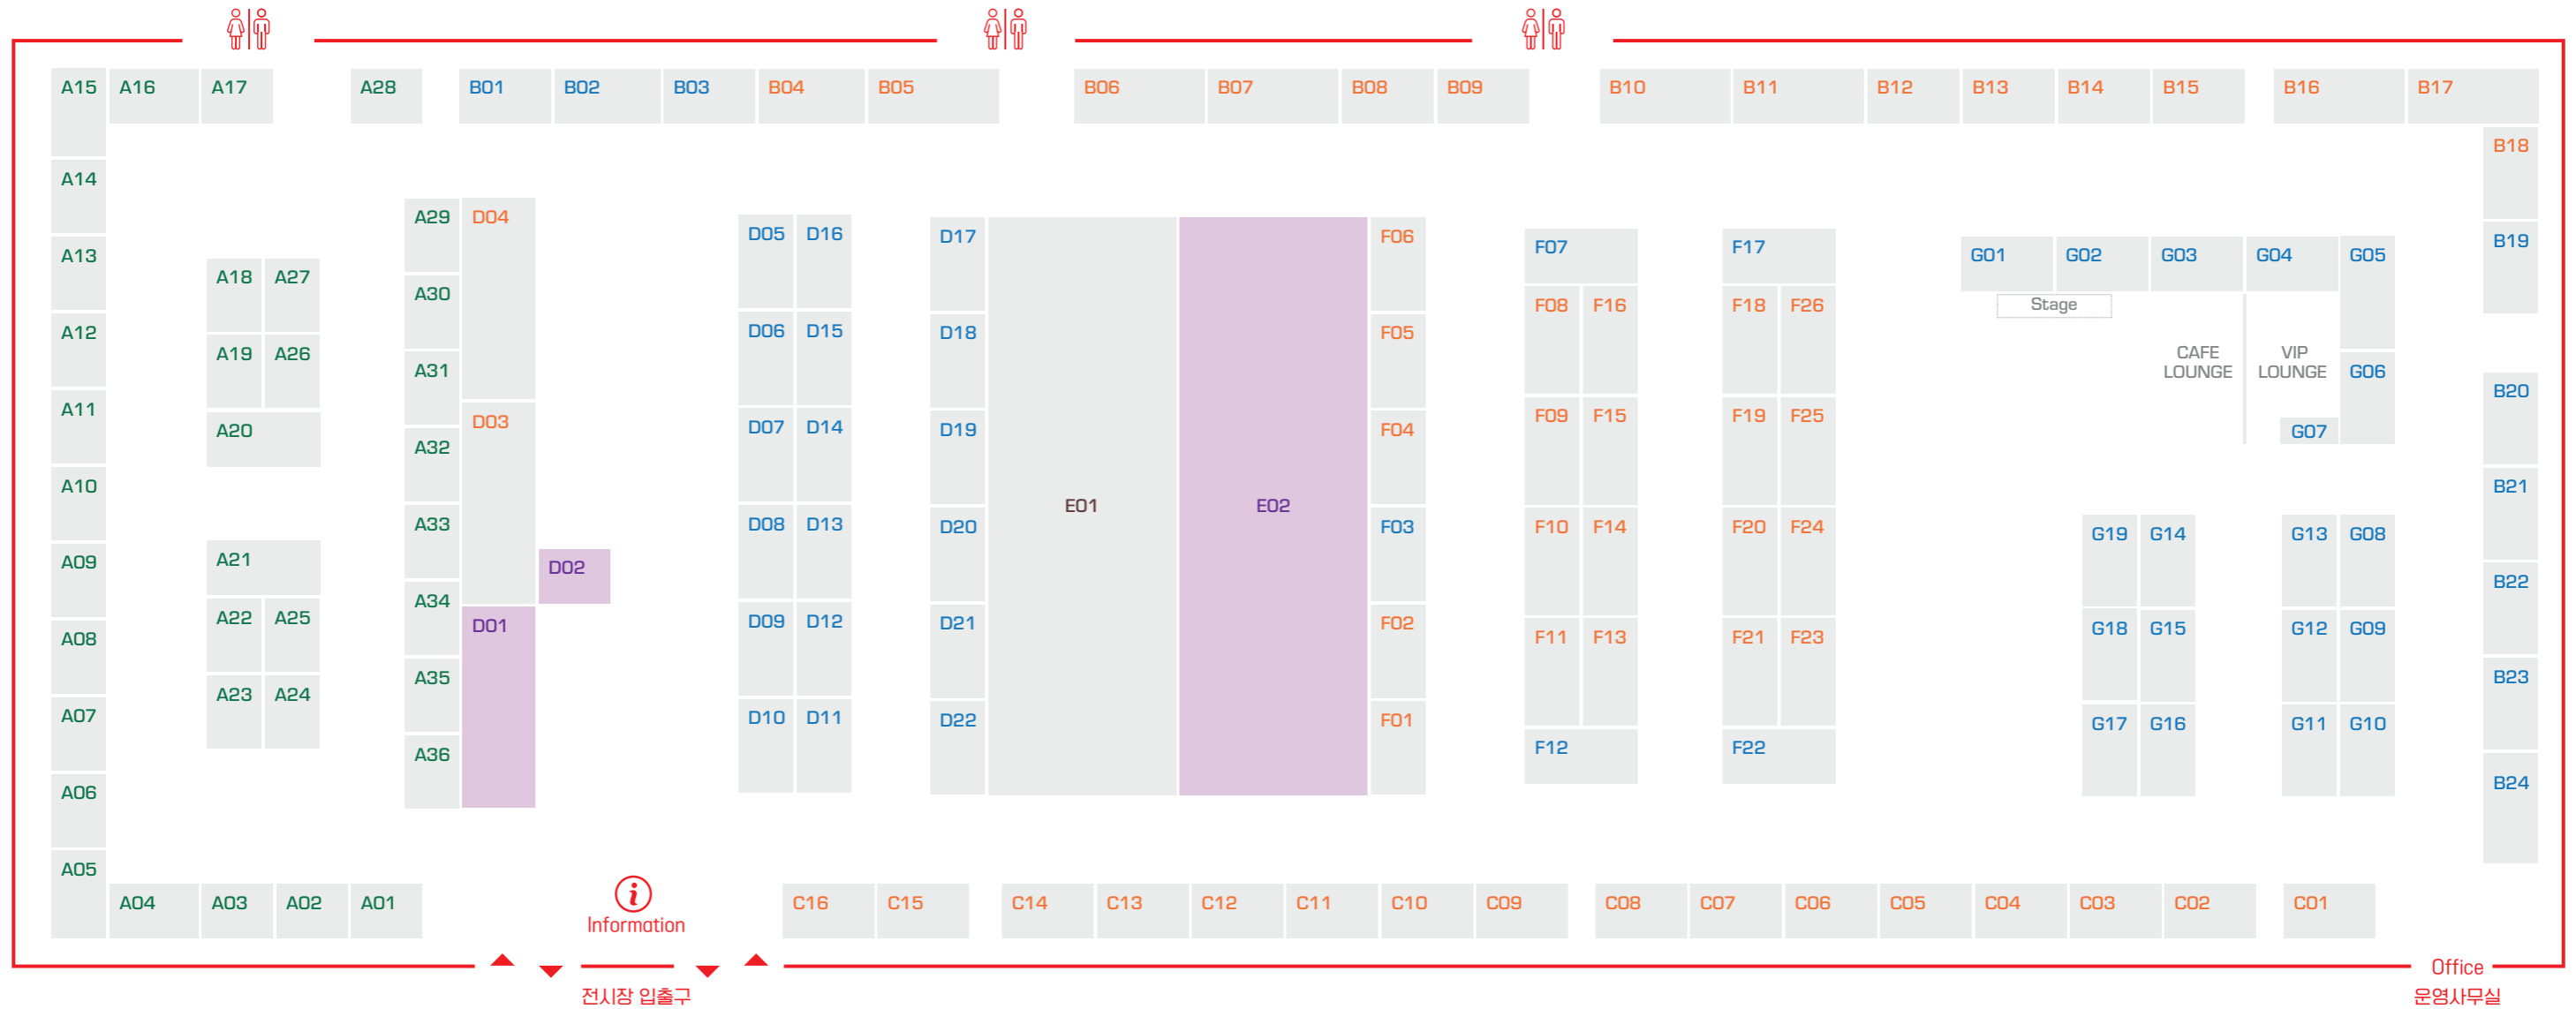 A15 A16 A17 A28 B01 B02 B03 B04 B05 B06 B07 B08 B09 B10 B11 B12 B13 B14 B15 B16 B17
B18
A14
A29 D04
D05 D16 D17 F06 F07 F17 B19
A13 G01 G02 G03 G04 G05
A18 A27
A30 F08 F16 F18 F26 Stage
A12 D06 D15 D18 F05
A19 A26 CAFE
LOUNGE VIP
LOUNGE
A31 G06
B20
A11 D03 F09 F15 F19 F25
A20 D07 D14 D19 F04 G07
A32
A10 B21
E01 E02
A33 D08 D13 D20 F03 F10 F14 F20 F24 G19 G14 G13 G08
A09 A21 D02
B22
A34
A22 A25 D01 D09 D12 D21 F02 G18 G15 G12 G09
A08 F11 F13 F21 F23
A35 B23
A23 A24
A07 D10 D11 D22 F01 G17 G16 G11 G10
A36 F12 F22
A06 B24
A05
A04 A03 A02 A01 C16 C15 C14 C13 C12 C11 C10 C09 C08 C07 C06 C05 C04 C03 C02 C01
i
Information
Office
전시장 입출구 운영사무실